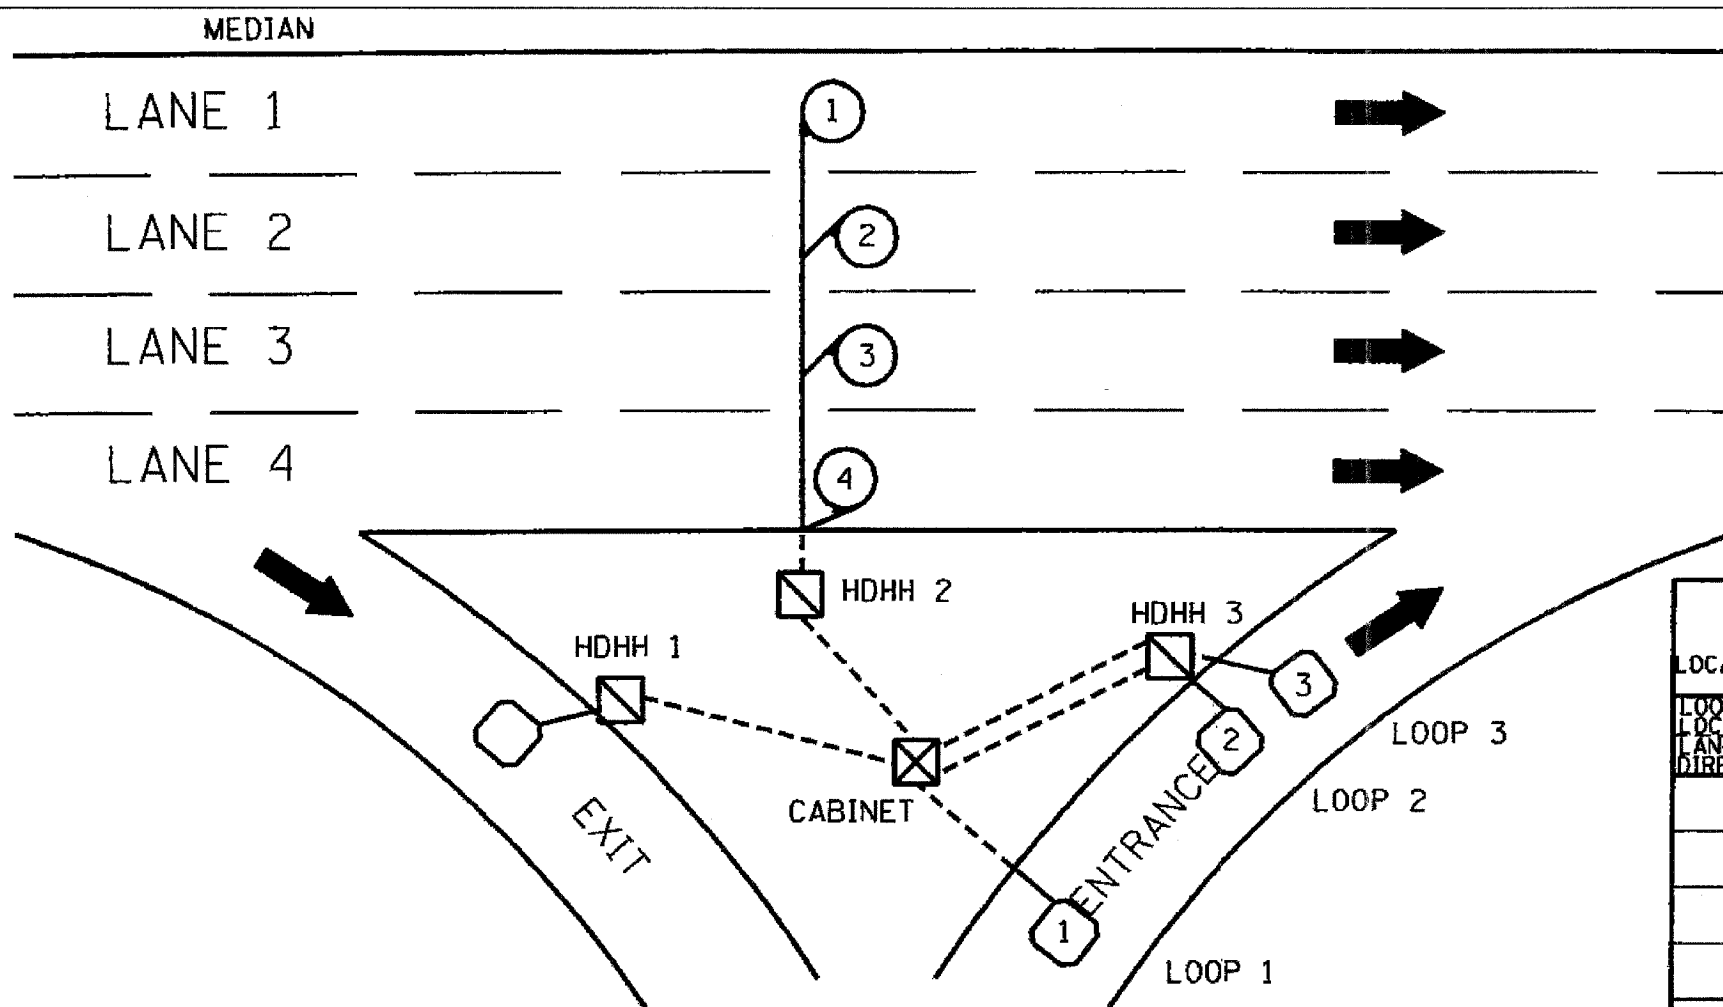 MEDIAN
LANE 1
1
LANE 2
2
LANE 3
3
LANE 4
4
HDHH 2
HDHH 3
HDHH 1
3
LOOP 3
2
LOOP 2
CABINET
ENTRANCE
EXIT
1
LOOP 1